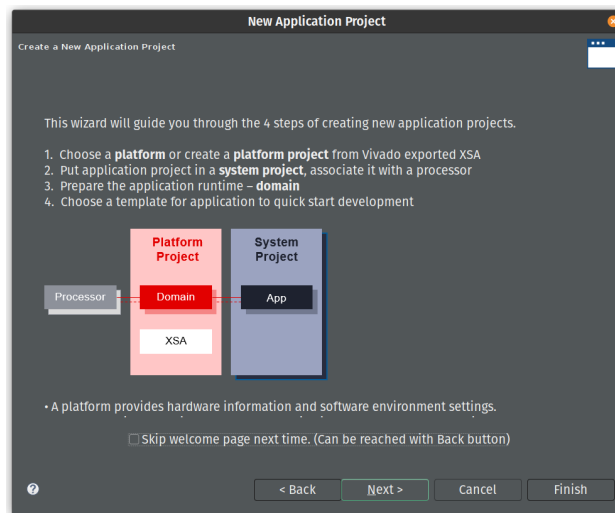 New Application Project
Create a New Application Project
This wizard will guide you through the 4 steps of creating new application projects.
1. Choose a platform or create a platform project from Vivado exported XSA
2. Put application project in a system project, associate it with a processor
3. Prepare the application runtime – domain
4. Choose a template for application to quick start development
Platform Project
System Project
Processor
Domain
App
XSA
• A platform provides hardware information and software environment settings.
Skip welcome page next time. (Can be reached with Back button)
?
< Back
Next >
Cancel
Finish